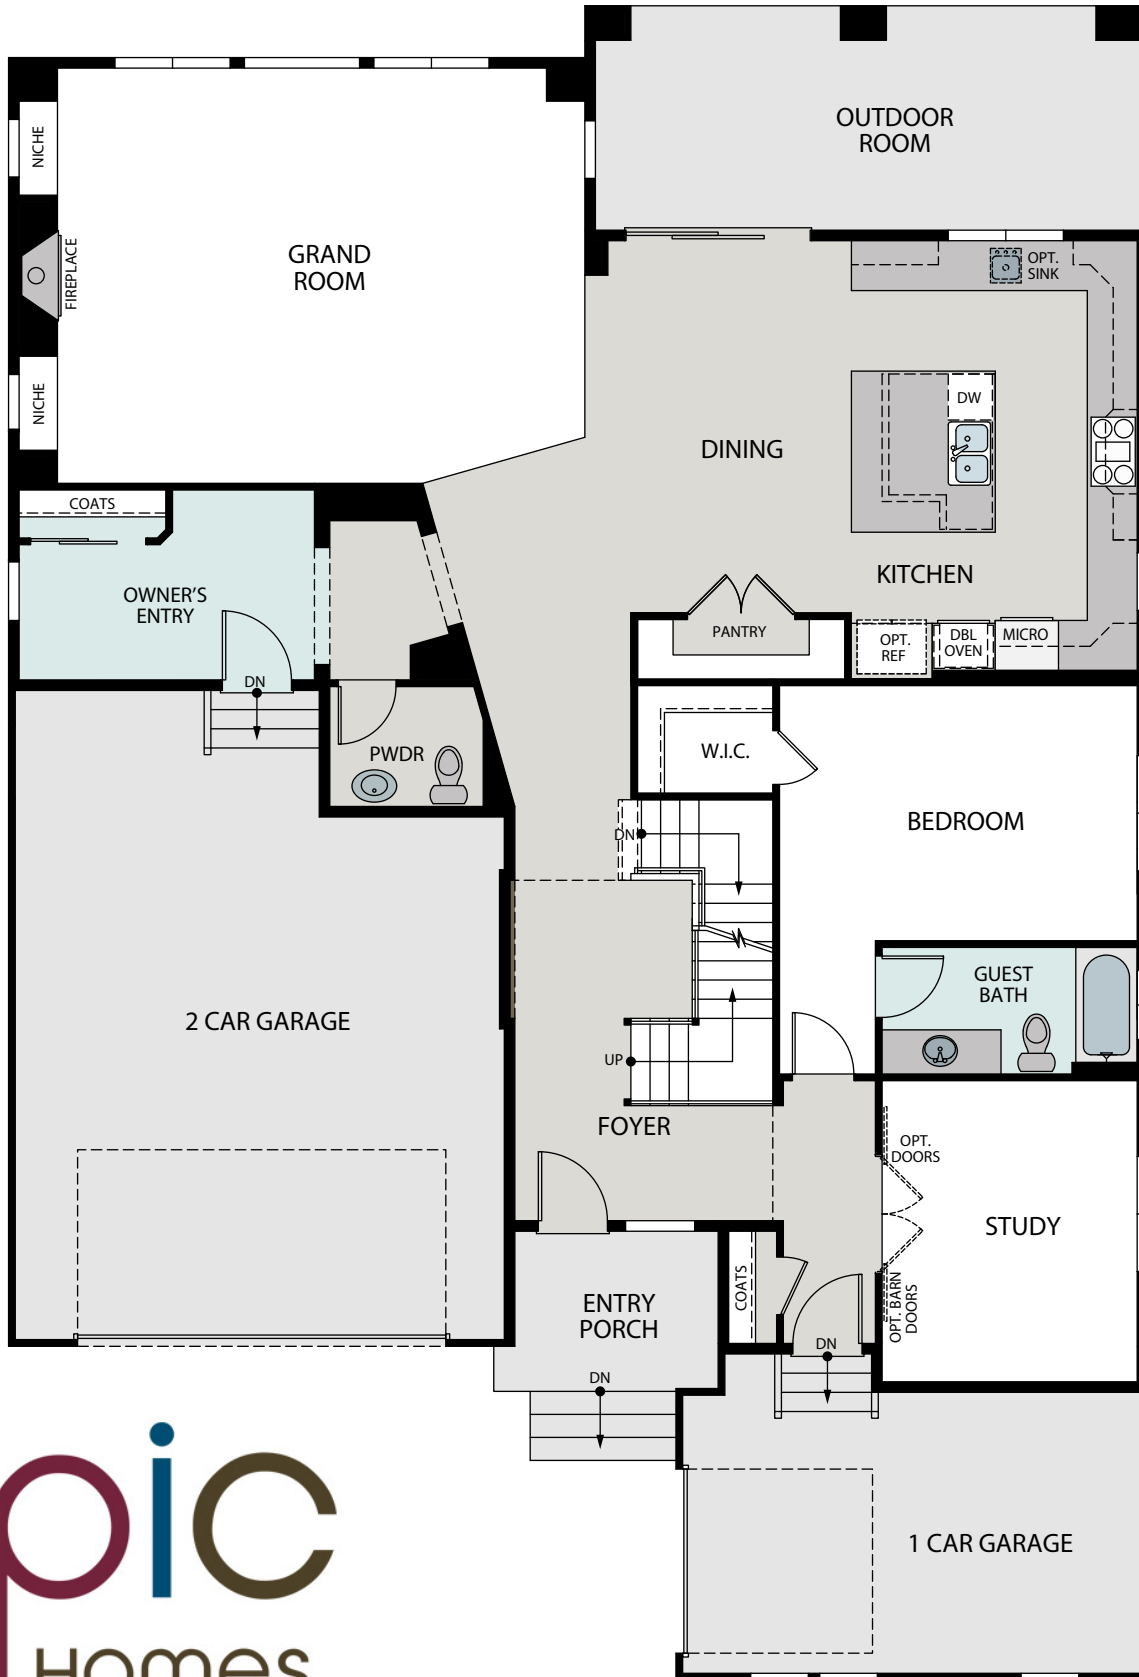 OUTDOOR
ROOM
NICHE
GRAND
ROOM
FIREPLACE
OPT.
SINK
NICHE
DW
DINING
COATS
KITCHEN
OWNER'S
ENTRY
PANTRY
OPT.
REF
DBL
OVEN
MICRO
DN
PWDR
W.I.C.
BEDROOM
DN
GUEST
BATH
2 CAR GARAGE
UP
FOYER
OPT.
DOORS
STUDY
COATS
OPT. BARN
DOORS
ENTRY
PORCH
DN
DN
pic
1 CAR GARAGE
Homes